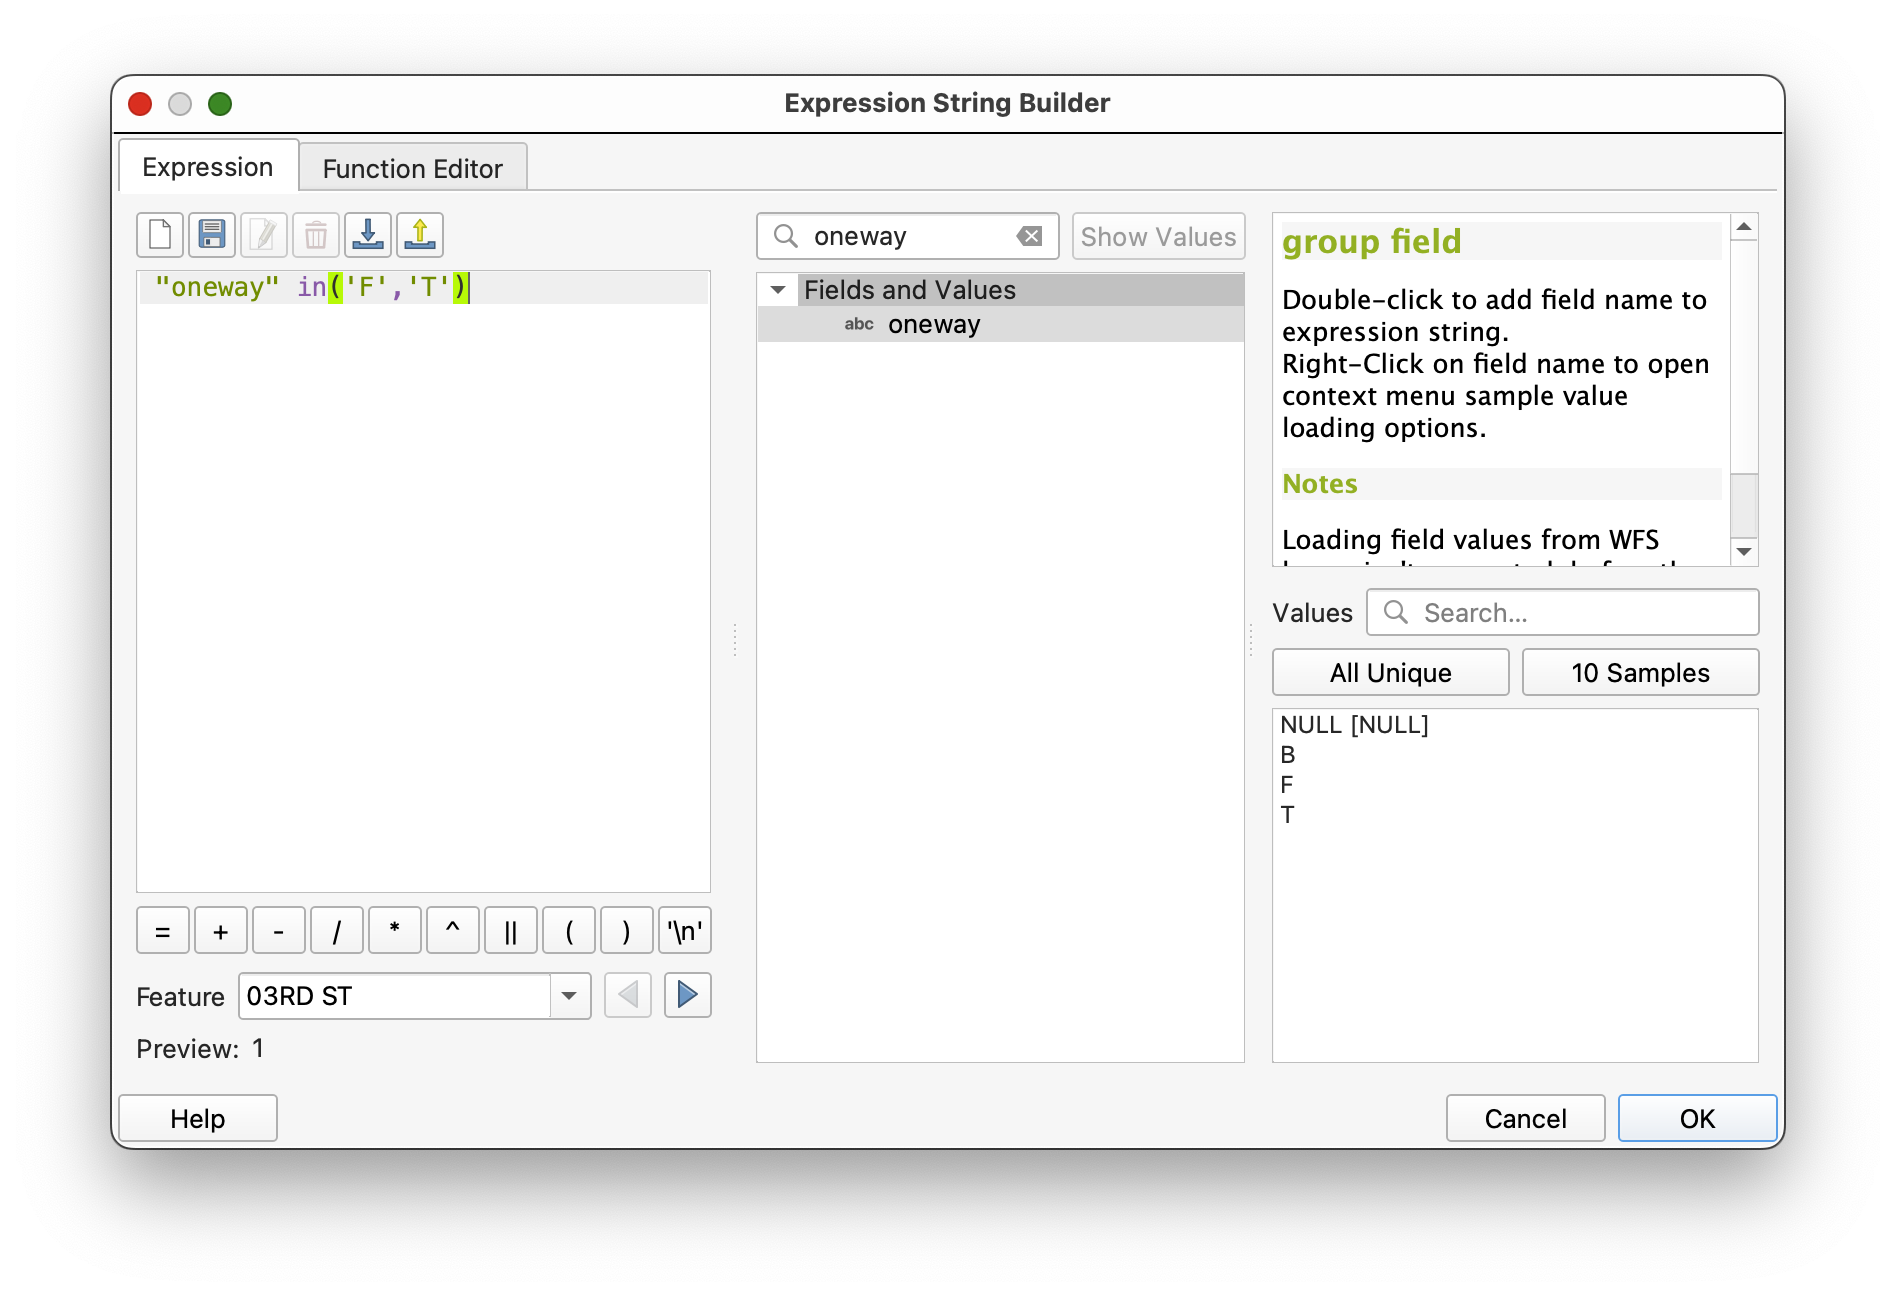 Expression String Builder
Expression
Function Editor
"oneway" in('F','T')
oneway
Show Values
Fields and Values
abc oneway
group field
Double-click to add field name to
expression string.
Right-Click on field name to open
context menu sample value
loading options.
Notes
Loading field values from WFS
Values
Search...
All Unique
10 Samples
NULL [NULL]
B
F
T
= + - / * ^ || ( ) '\n'
Feature 03RD ST
Preview: 1
Help
Cancel
OK